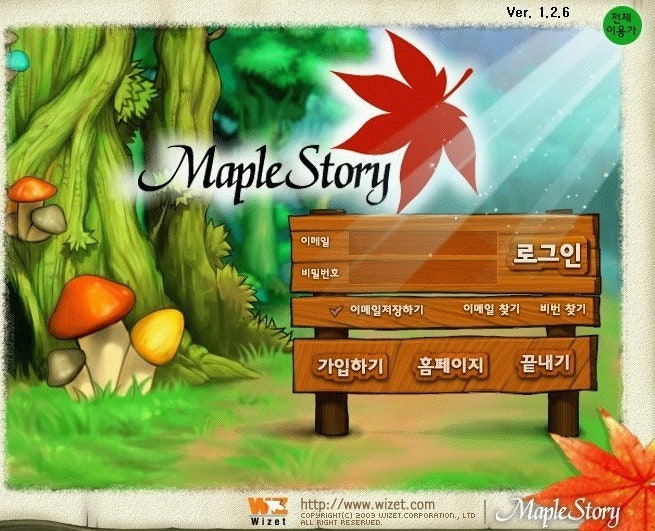 Ver. 1.2.6
전체
이용가
MapleStory
이메일
비밀번호
로그인
이메일저장하기 이메일 찾기 비번 찾기
가입하기 홈페이지 끝내기
Wizet
http://www.wizet.com
COPYRIGHT(C) 2003 WIZET.CORPORATION., LTD
ALL RIGHT RESERVED.
MapleStory